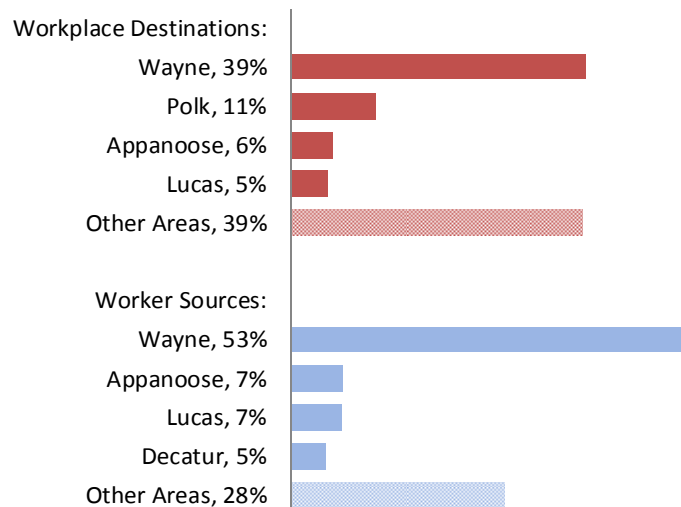 Workplace Destinations:
Wayne, 39%
Polk, 11%
Appanoose, 6%
Lucas, 5%
Other Areas, 39%
Worker Sources:
Wayne, 53%
Appanoose, 7%
Lucas, 7%
Decatur, 5%
Other Areas, 28%